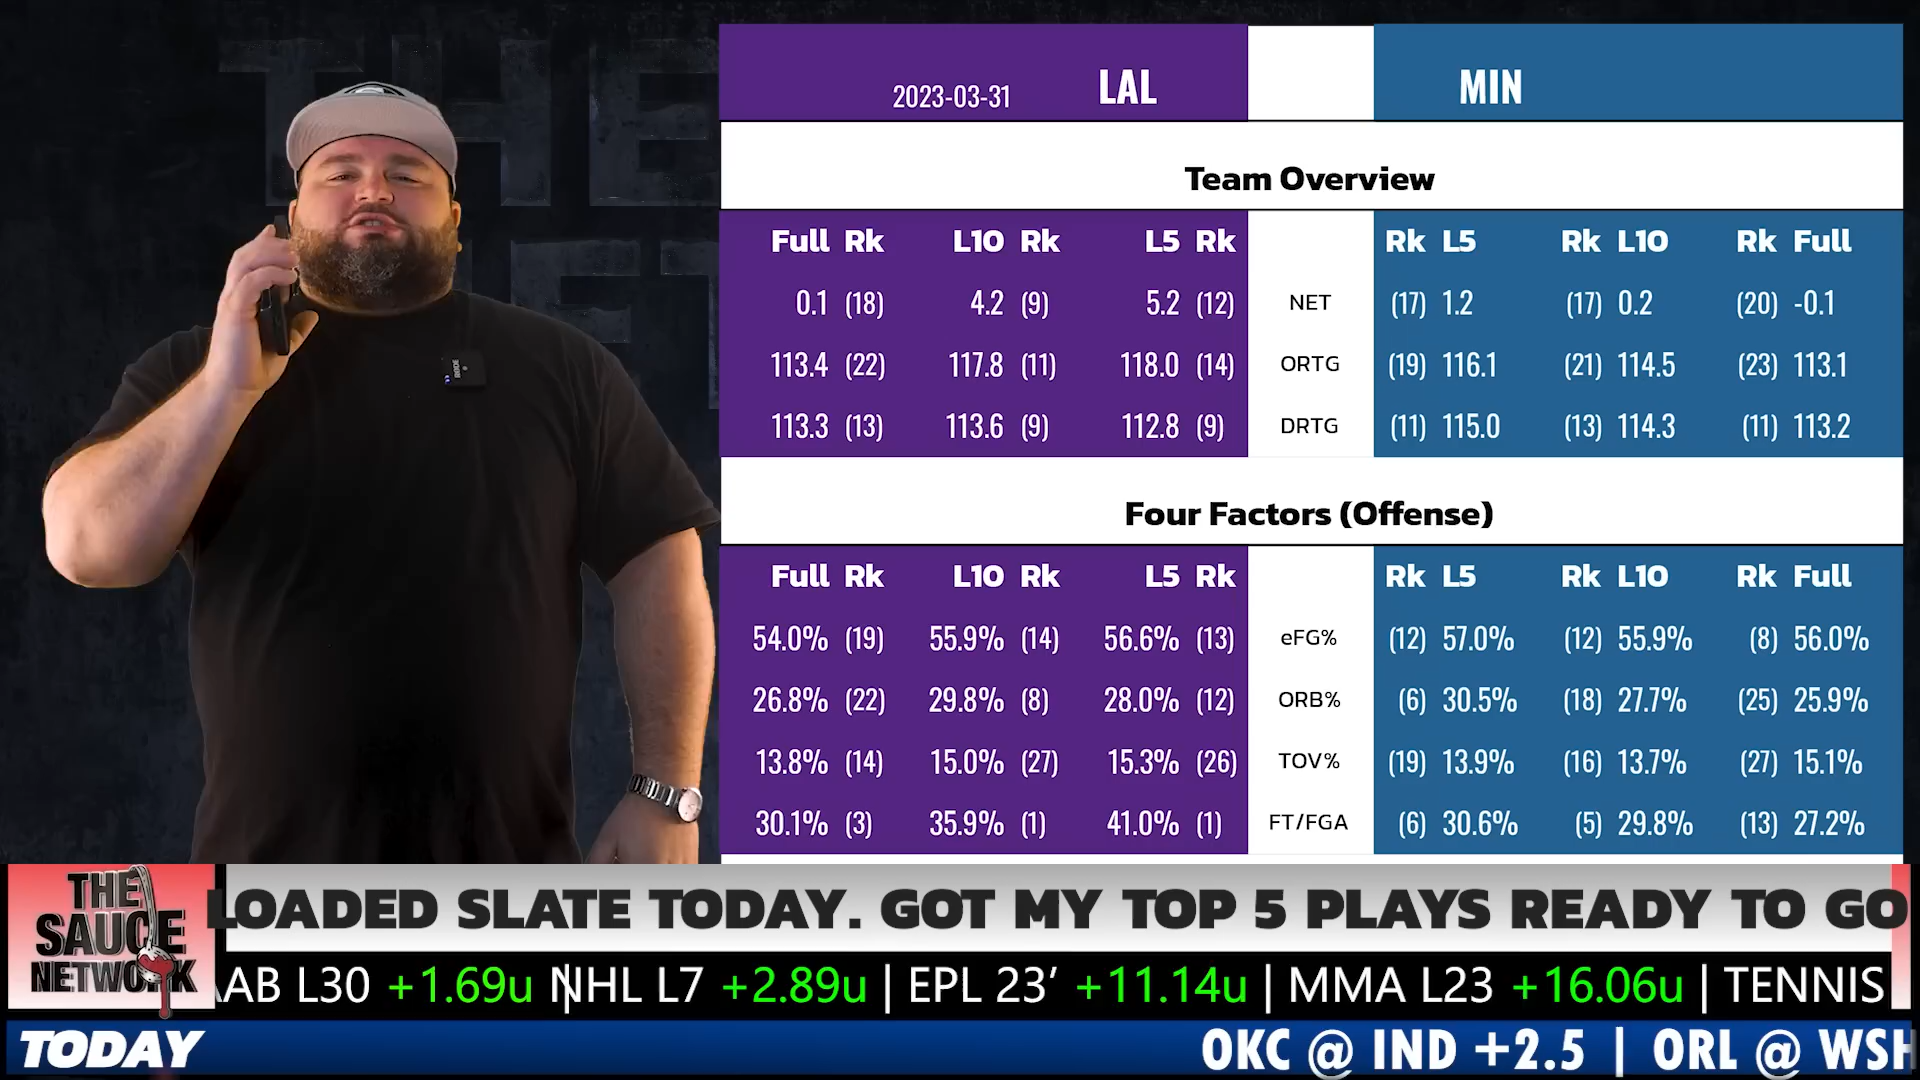 2023-03-31 LAL MIN
Team Overview
Full Rk L10 Rk L5 Rk Rk L5 Rk L10 Rk Full
0.1 (18) 4.2 (9) 5.2 (12) NET (17) 1.2 (17) 0.2 (20) -0.1
113.4 (22) 117.8 (11) 118.0 (14) ORTG (19) 116.1 (21) 114.5 (23) 113.1
113.3 (13) 113.6 (9) 112.8 (9) DRTG (11) 115.0 (13) 114.3 (11) 113.2
Four Factors (Offense)
Full Rk L10 Rk L5 Rk Rk L5 Rk L10 Rk Full
54.0% (19) 55.9% (14) 56.6% (13) eFG% (12) 57.0% (12) 55.9% (8) 56.0%
26.8% (22) 29.8% (8) 28.0% (12) ORB% (6) 30.5% (18) 27.7% (25) 25.9%
13.8% (14) 15.0% (27) 15.3% (26) TOV% (19) 13.9% (16) 13.7% (27) 15.1%
30.1% (3) 35.9% (1) 41.0% (1) FT/FGA (6) 30.6% (5) 29.8% (13) 27.2%
RODE
THE
SAUCE
NETWORK
LOADED SLATE TODAY. GOT MY TOP 5 PLAYS READY TO GO
AB L30 +1.69u NHL L7 +2.89u | EPL 23’ +11.14u | MMA L23 +16.06u | TENNIS
TODAY OKC @ IND +2.5 | ORL @ WSH